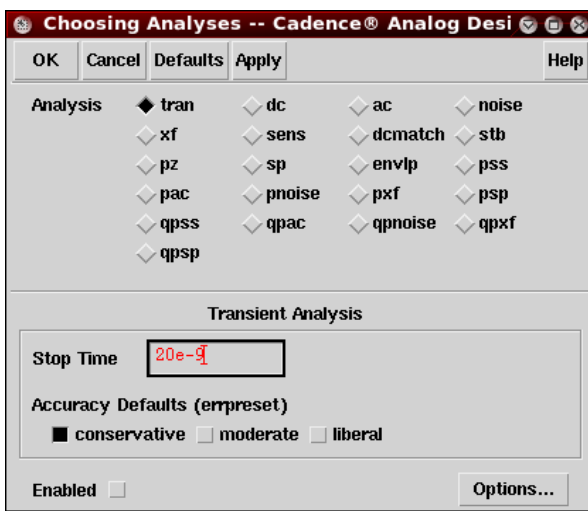 Choosing Analyses -- Cadence® Analog Desi
OK Cancel Defaults Apply Help
Analysis tran dc ac noise
xf sens dcmatch stb
pz sp envlp pss
pac pnoise pxf psp
qpss qpac qpnoise qpxf
qpsp
Transient Analysis
Stop Time 20e-9
Accuracy Defaults (errpreset)
conservative moderate liberal
Enabled Options...